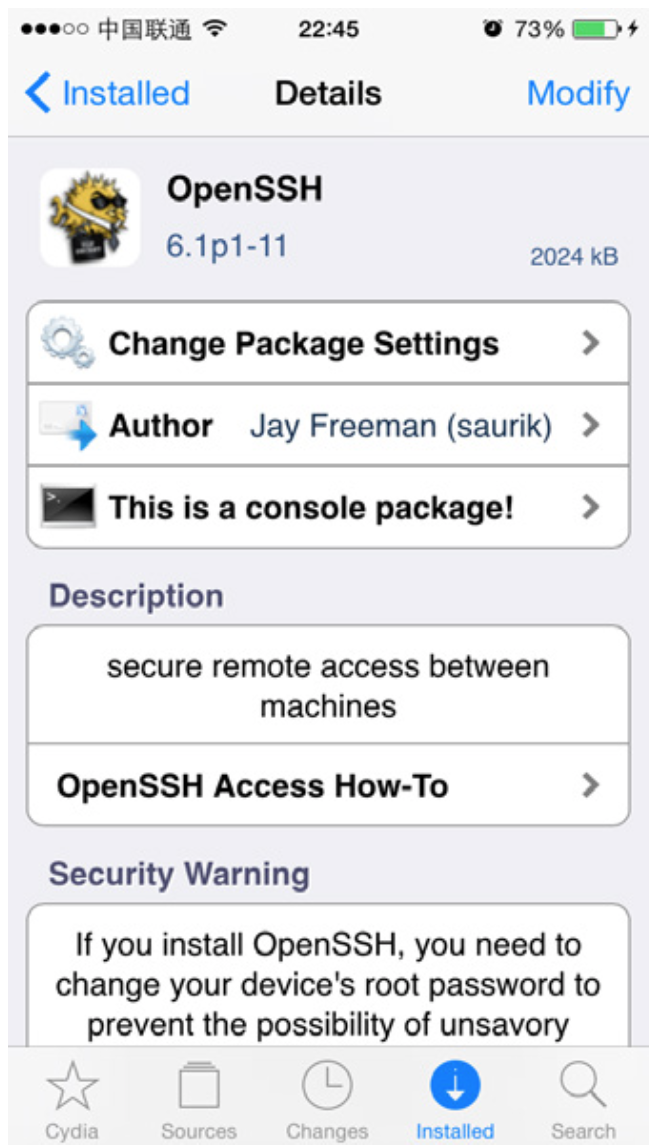 中国联通 22:45 73%
Installed Details Modify
OpenSSH
6.1p1-11 2024 kB
Change Package Settings
Author Jay Freeman (saurik)
This is a console package!
Description
secure remote access between
machines
OpenSSH Access How-To
Security Warning
If you install OpenSSH, you need to
change your device's root password to
prevent the possibility of unsavory
Cydia Sources Changes Installed Search